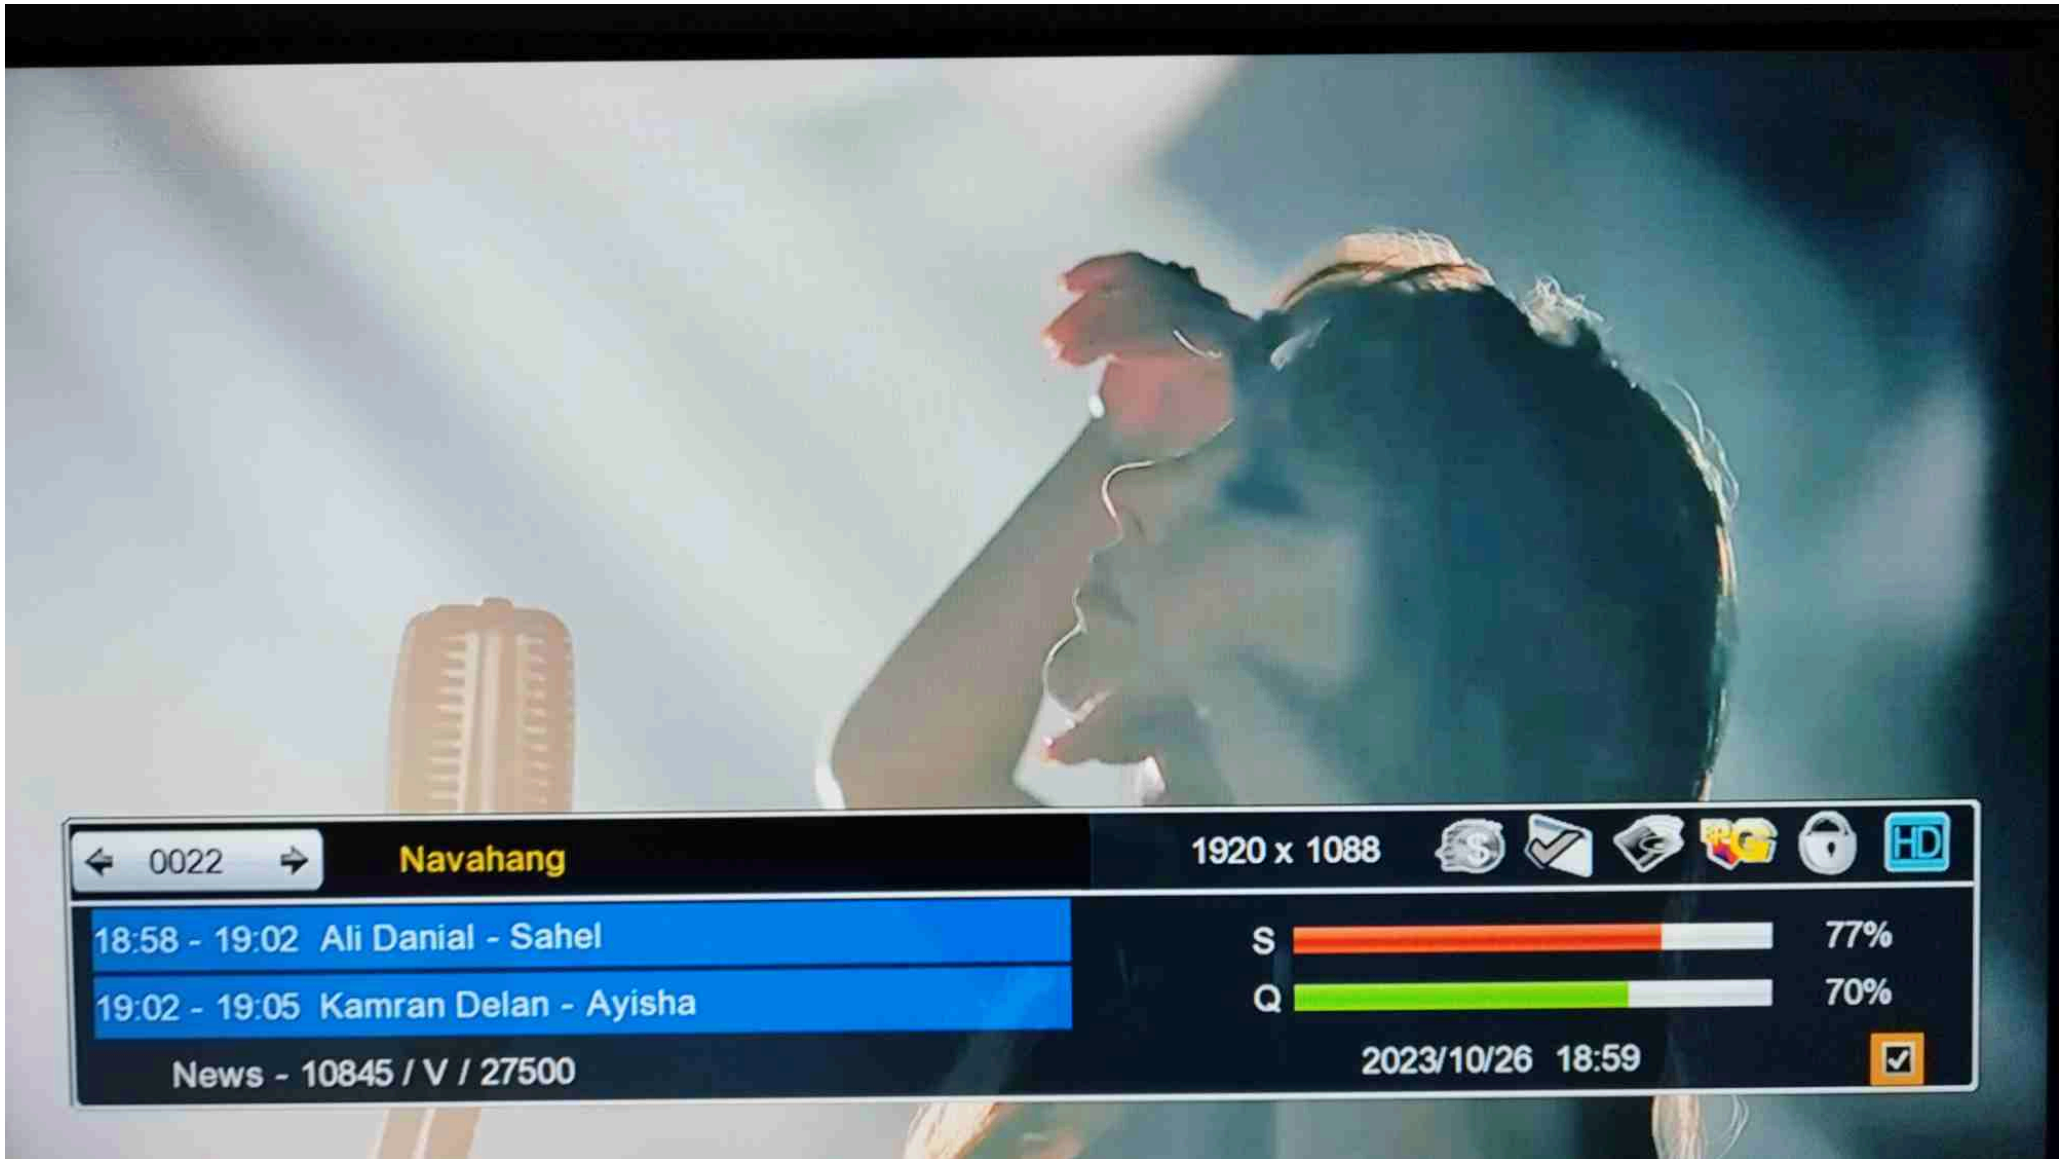 0022 Navahang 1920 x 1088 HD
18:58 - 19:02 Ali Danial - Sahel
S 77%
19:02 - 19:05 Kamran Delan - Ayisha
Q 70%
News - 10845 / V / 27500
2023/10/26 18:59